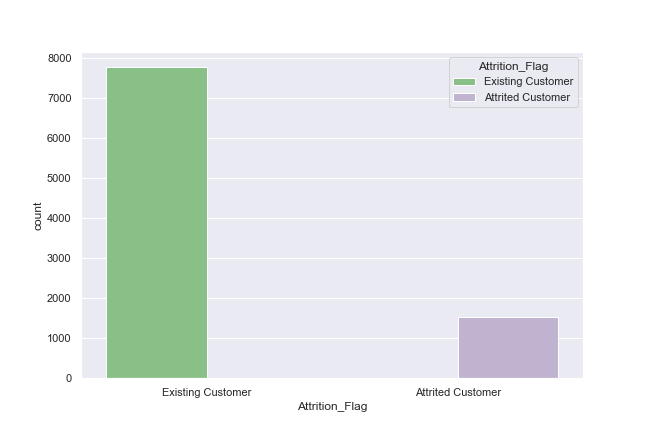 8000
7000
6000
5000
4000
3000
2000
1000
0
count
Attrition_Flag
Existing Customer
Attrited Customer
Existing Customer
Attrited Customer
Attrition_Flag